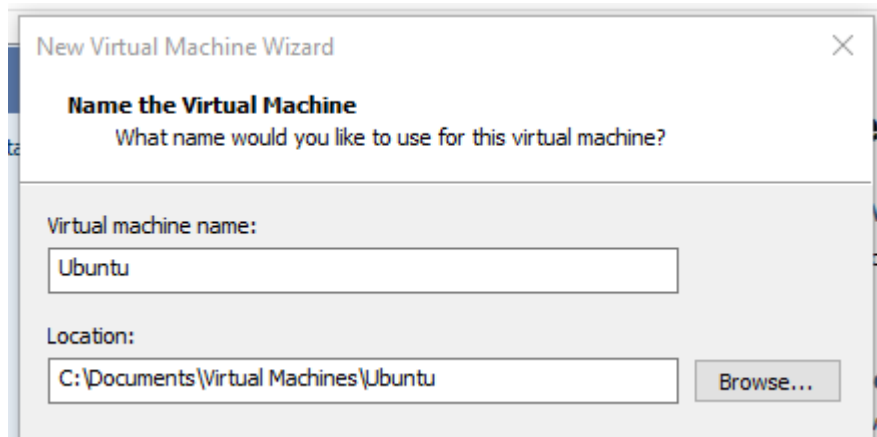 New Virtual Machine Wizard
Name the Virtual Machine
What name would you like to use for this virtual machine?
Virtual machine name:
Ubuntu
Location:
C:\Documents\Virtual Machines\Ubuntu
Browse...